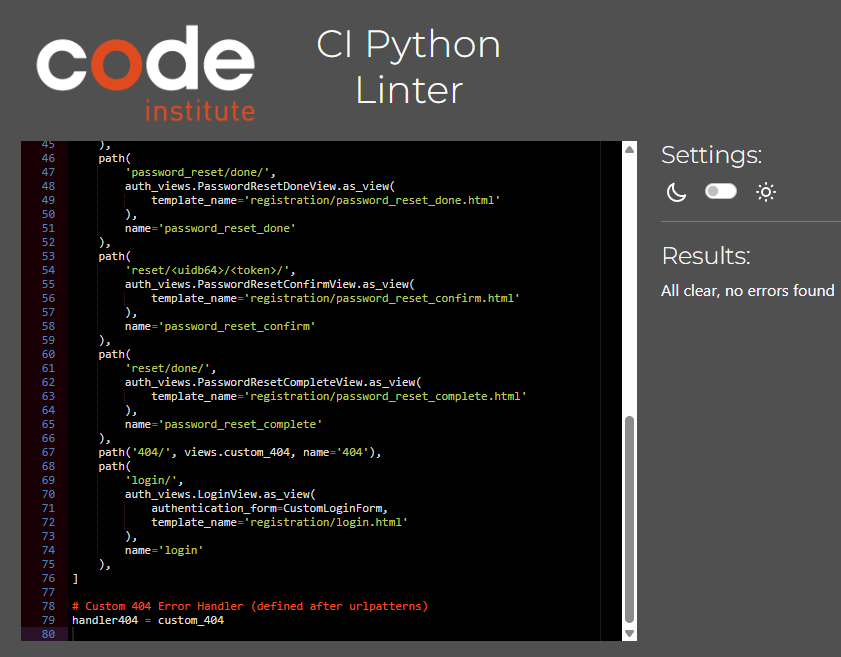 code
institute
CI Python
Linter
45 ),
46 path(
47 'password_reset/done/',
48 auth_views.PasswordResetDoneView.as_view(
49 template_name='registration/password_reset_done.html'
50 ),
51 name='password_reset_done'
52 ),
53 path(
54 'reset/<uidb64>/<token>/',
55 auth_views.PasswordResetConfirmView.as_view(
56 template_name='registration/password_reset_confirm.html'
57 ),
58 name='password_reset_confirm'
59 ),
60 path(
61 'reset/done/',
62 auth_views.PasswordResetCompleteView.as_view(
63 template_name='registration/password_reset_complete.html'
64 ),
65 name='password_reset_complete'
66 ),
67 path('404/', views.custom_404, name='404'),
68 path(
69 'login/',
70 auth_views.LoginView.as_view(
71 authentication_form=CustomLoginForm,
72 template_name='registration/login.html'
73 ),
74 name='login'
75 ),
76 ]
77
78 # Custom 404 Error Handler (defined after urlpatterns)
79 handler404 = custom_404
80
Settings:
Results:
All clear, no errors found